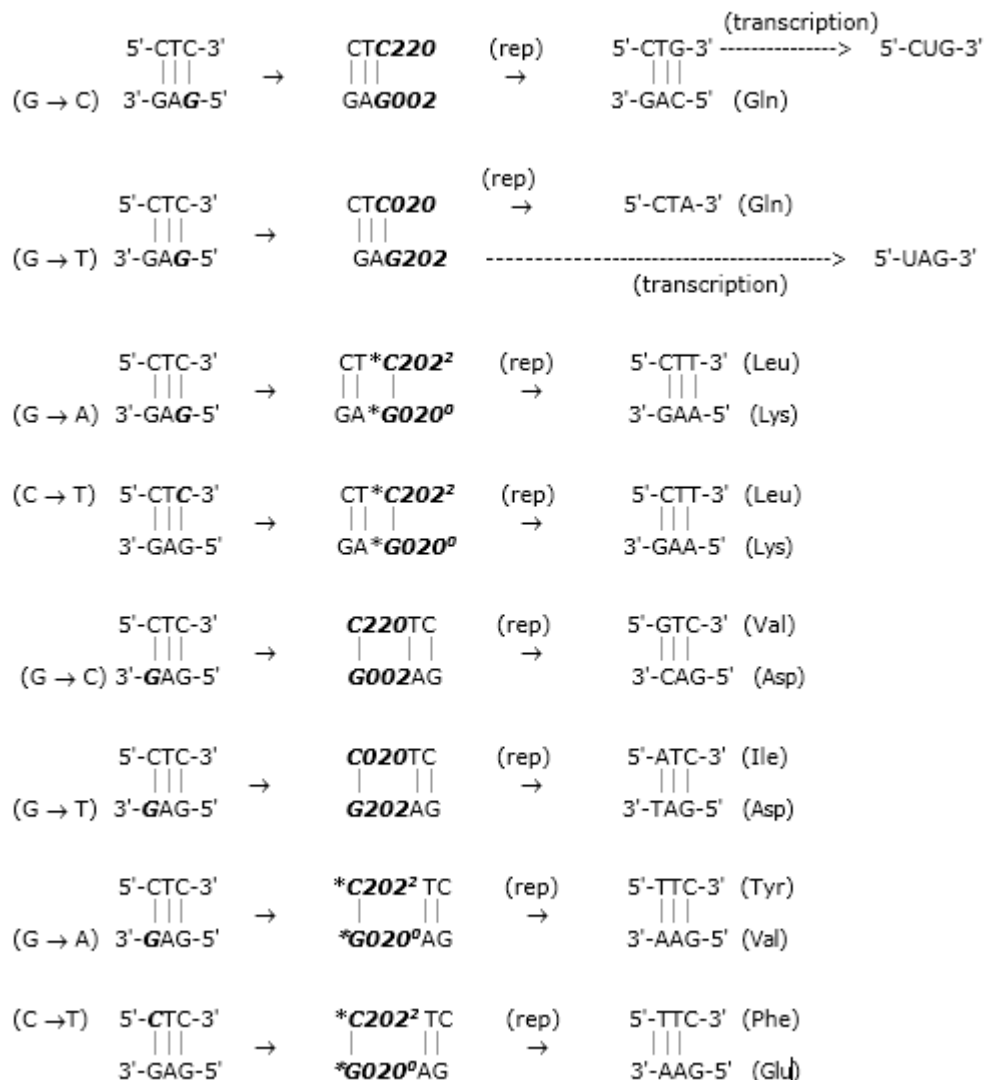 (transcription)
5'-CTC-3' CTC220 (rep) 5'-CTG-3' ---------------> 5'-CUG-3'
| | | → | | | → | | |
(G → C) 3'-GAG-5' GAG002 3'-GAC-5' (Gln)
(rep)
5'-CTC-3' CTC020 → 5'-CTA-3' (Gln)
| | | → | | |
(G → T) 3'-GAG-5' GAG202 ------------------------------------------> 5'-UAG-3'
(transcription)
5'-CTC-3' CT*C202² (rep) 5'-CTT-3' (Leu)
| | | → | | | → | | |
(G → A) 3'-GAG-5' GA*G020⁰ 3'-GAA-5' (Lys)
(C → T) 5'-CTC-3' CT*C202² (rep) 5'-CTT-3' (Leu)
| | | → | | | → | | |
3'-GAG-5' GA*G020⁰ 3'-GAA-5' (Lys)
5'-CTC-3' C220TC (rep) 5'-GTC-3' (Val)
| | | → | | | → | | |
(G → C) 3'-GAG-5' G002AG 3'-CAG-5' (Asp)
5'-CTC-3' C020TC (rep) 5'-ATC-3' (Ile)
| | | → | | | → | | |
(G → T) 3'-GAG-5' G202AG 3'-TAG-5' (Asp)
5'-CTC-3' *C202² TC (rep) 5'-TTC-3' (Tyr)
| | | → | | | → | | |
(G → A) 3'-GAG-5' *G020⁰AG 3'-AAG-5' (Val)
(C →T) 5'-CTC-3' *C202² TC (rep) 5'-TTC-3' (Phe)
| | | → | | | → | | |
3'-GAG-5' *G020⁰AG 3'-AAG-5' (Glu)